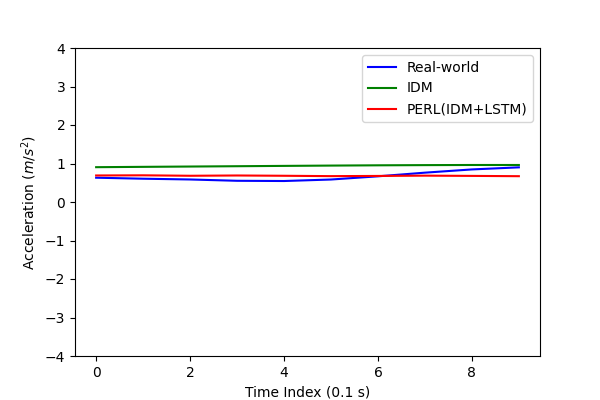 Real-world
IDM
PERL(IDM+LSTM)
4
3
2
1
0
−1
−2
−3
−4
Acceleration (m/s²)
0 2 4 6 8
Time Index (0.1 s)